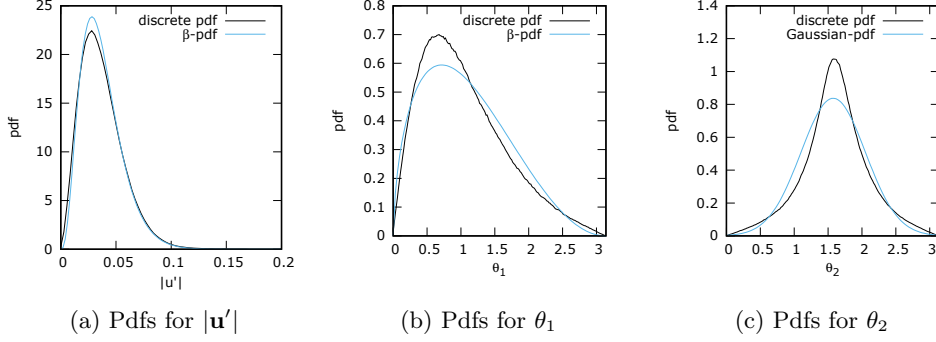 discrete pdf
β-pdf
25
20
15
10
5
0
pdf
0 0.05 0.1 0.15 0.2
|u'|
(a) Pdfs for |u′|
discrete pdf
β-pdf
0.8
0.7
0.6
0.5
0.4
0.3
0.2
0.1
0
pdf
0 0.5 1 1.5 2 2.5 3
θ1
(b) Pdfs for θ1
discrete pdf
Gaussian-pdf
1.4
1.2
1
0.8
0.6
0.4
0.2
0
pdf
0 0.5 1 1.5 2 2.5 3
θ2
(c) Pdfs for θ2